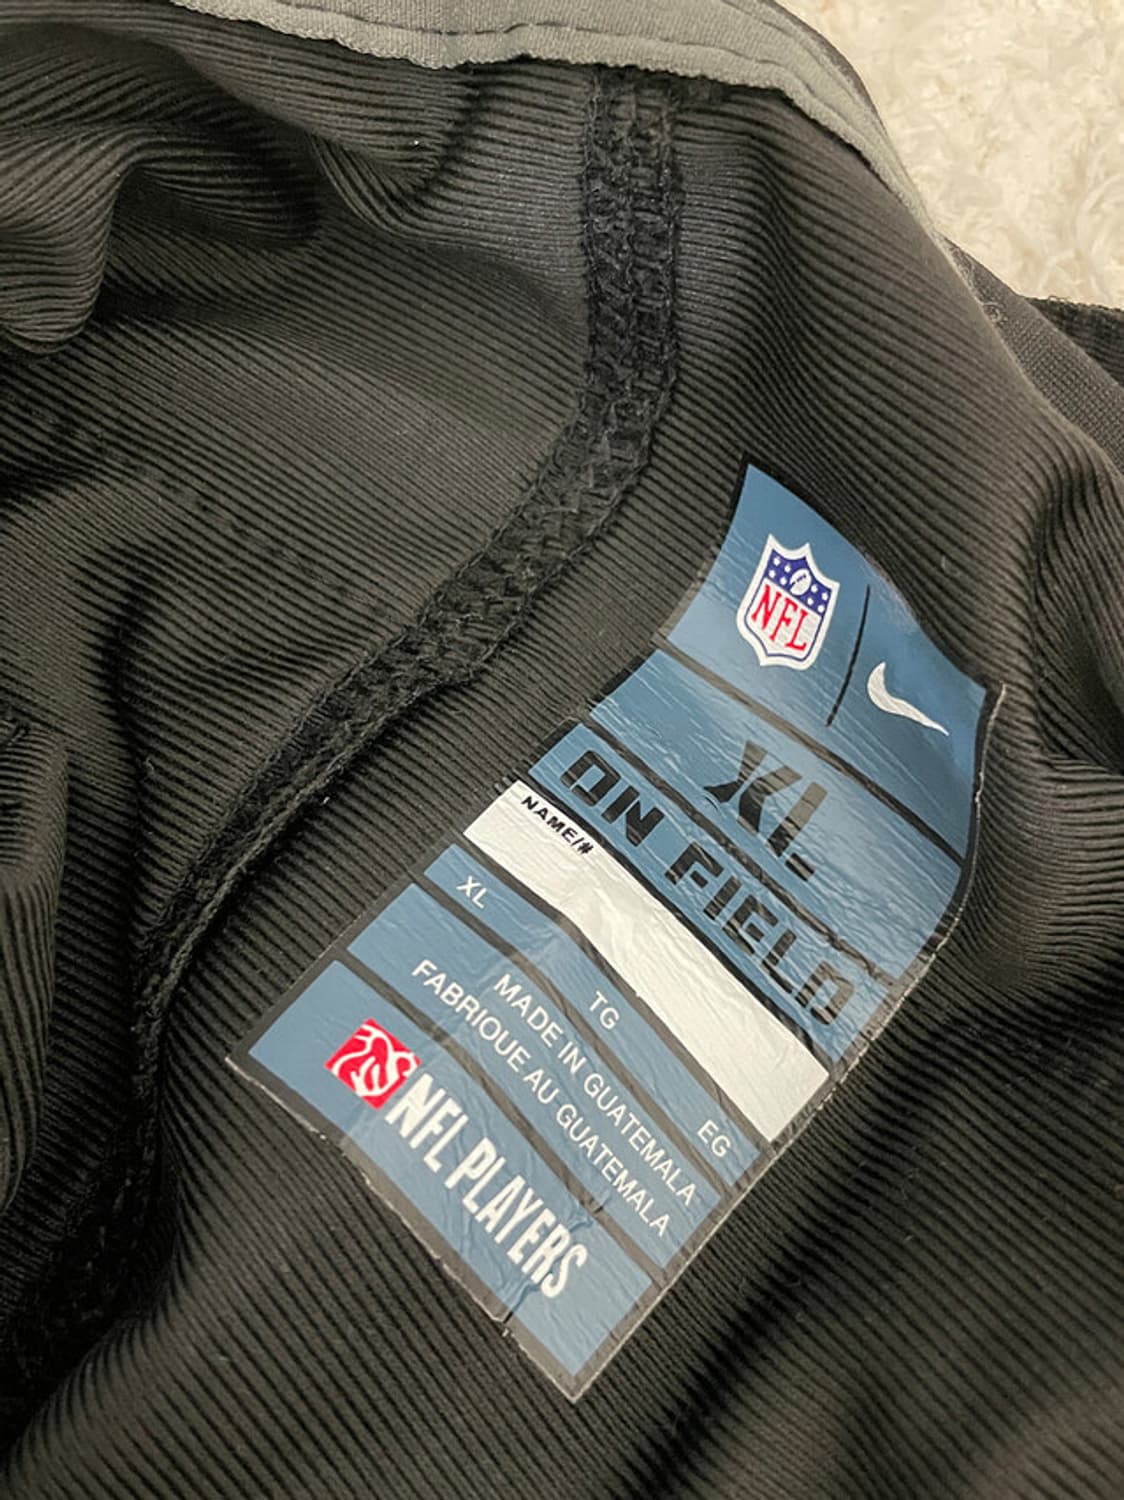 NFL
XL
ON FIELD
NAME/#
XL TG EG
MADE IN GUATEMALA
FABRIQUE AU GUATEMALA
NFL PLAYERS